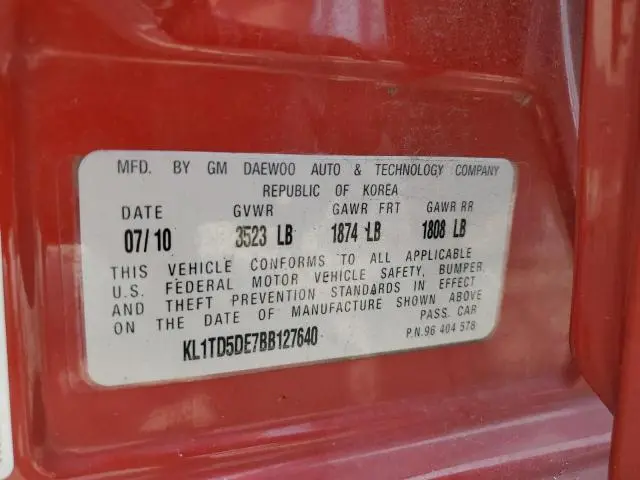 MFD. BY GM DAEWOO AUTO & TECHNOLOGY COMPANY
REPUBLIC OF KOREA
DATE GVWR GAWR FRT GAWR RR
07/10 3523 LB 1874 LB 1808 LB
THIS VEHICLE CONFORMS TO ALL APPLICABLE
U.S. FEDERAL MOTOR VEHICLE SAFETY, BUMPER
AND THEFT PREVENTION STANDARDS IN EFFECT
ON THE DATE OF MANUFACTURE SHOWN ABOVE
PASS. CAR
KL1TD5DE7BB127640 P.N.96 404 578